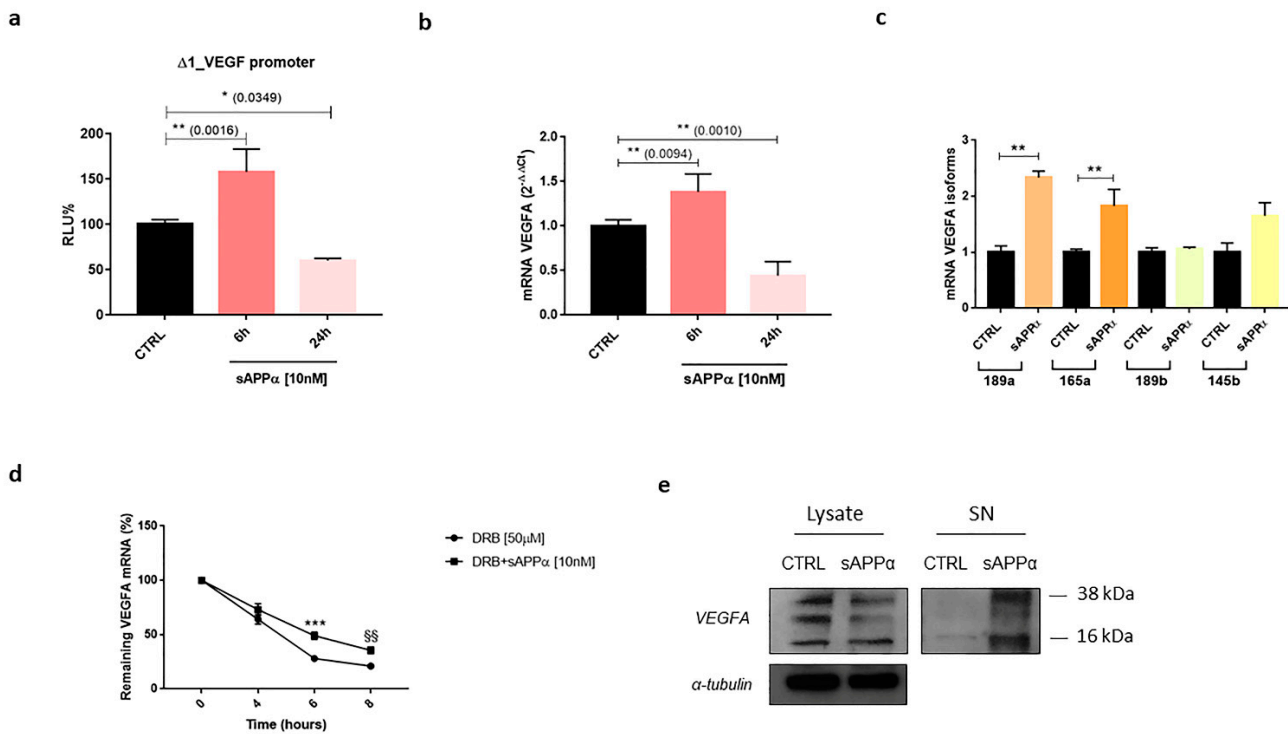 a
Δ1_VEGF promoter
* (0.0349)
** (0.0016)
200
150
100
50
0
RLU%
CTRL
6h
24h
sAPPα [10nM]
b
** (0.0010)
** (0.0094)
2.0
1.5
1.0
0.5
0.0
mRNA VEGFA (2^-Δ ΔCt)
CTRL
6h
24h
sAPPα [10nM]
c
** **
3
2
1
0
mRNA VEGFA isoforms
CTRL sAPPα CTRL sAPPα CTRL sAPPα CTRL sAPPα
189a 165a 189b 145b
d
150
100
50
0
Remaining VEGFA mRNA (%)
***
§§
0 4 6 8
Time (hours)
DRB [50μM]
DRB+sAPPα [10nM]
e
Lysate SN
CTRL sAPPα CTRL sAPPα
VEGFA
38 kDa
16 kDa
α-tubulin